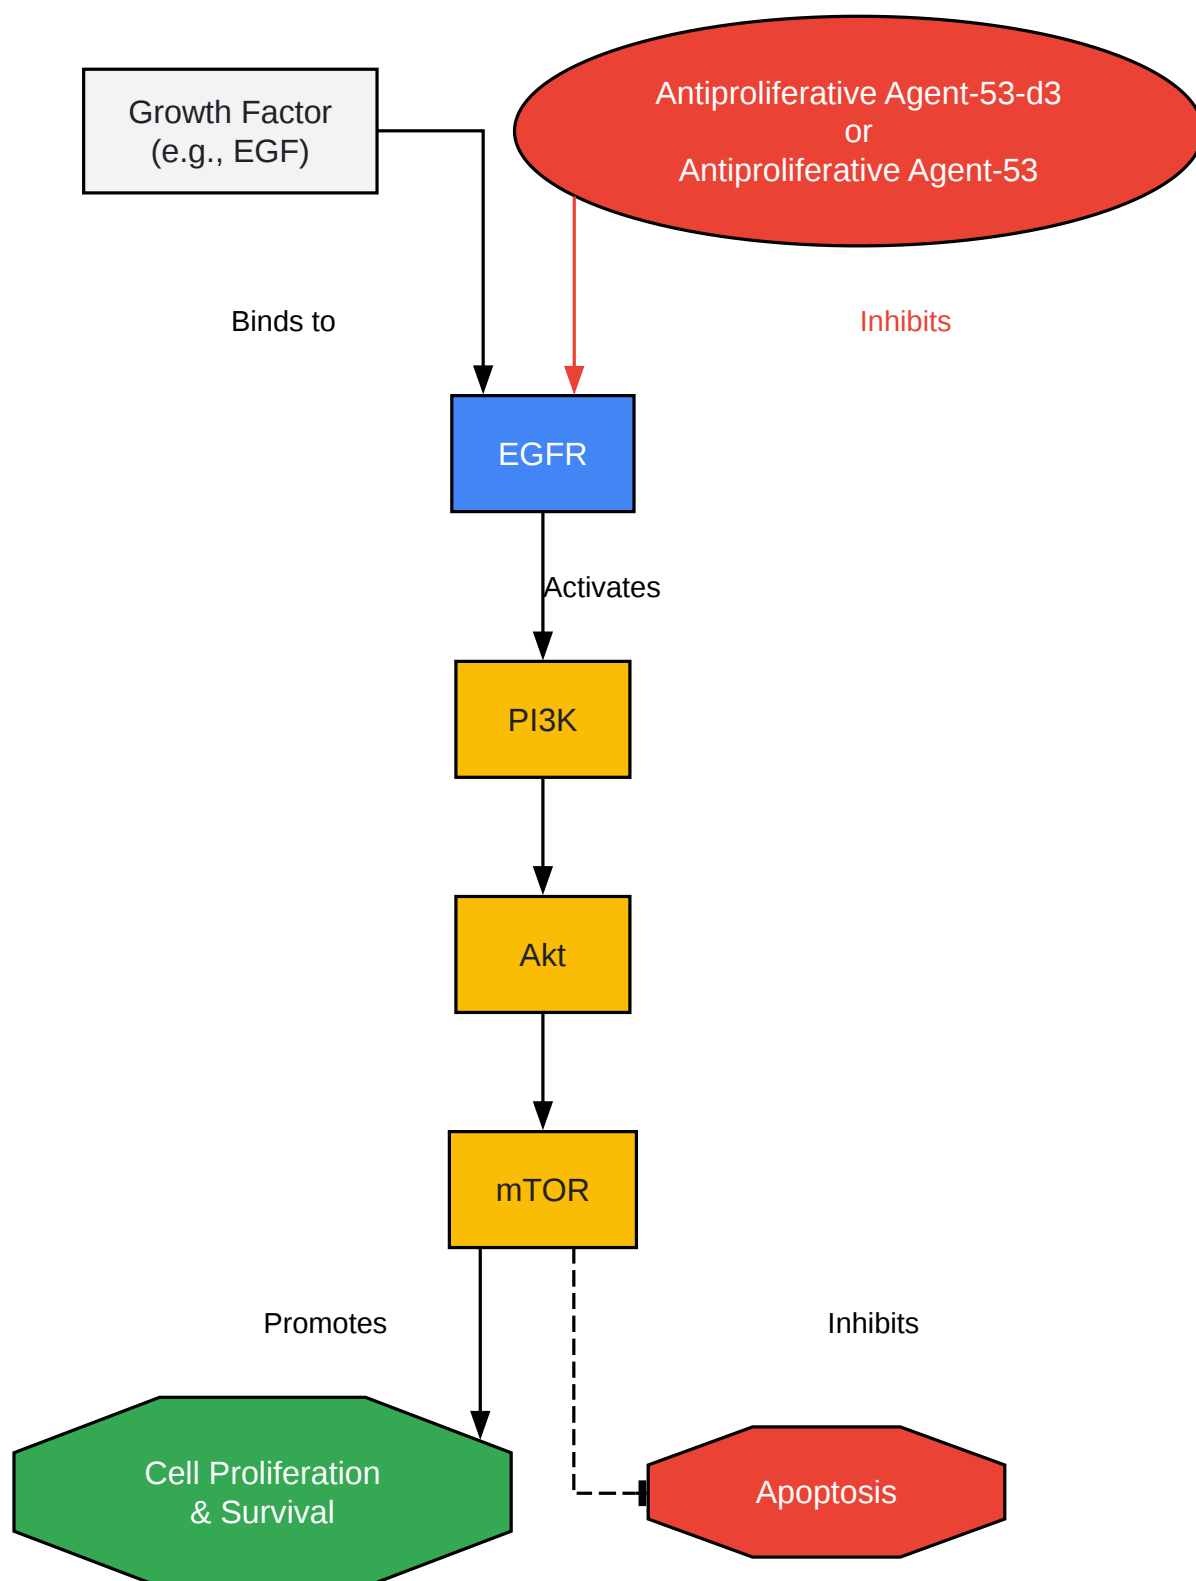 Growth Factor
(e.g., EGF)
Antiproliferative Agent-53-d3
or
Antiproliferative Agent-53
Binds to
Inhibits
EGFR
Activates
PI3K
Akt
mTOR
Promotes
Inhibits
Cell Proliferation
& Survival
Apoptosis